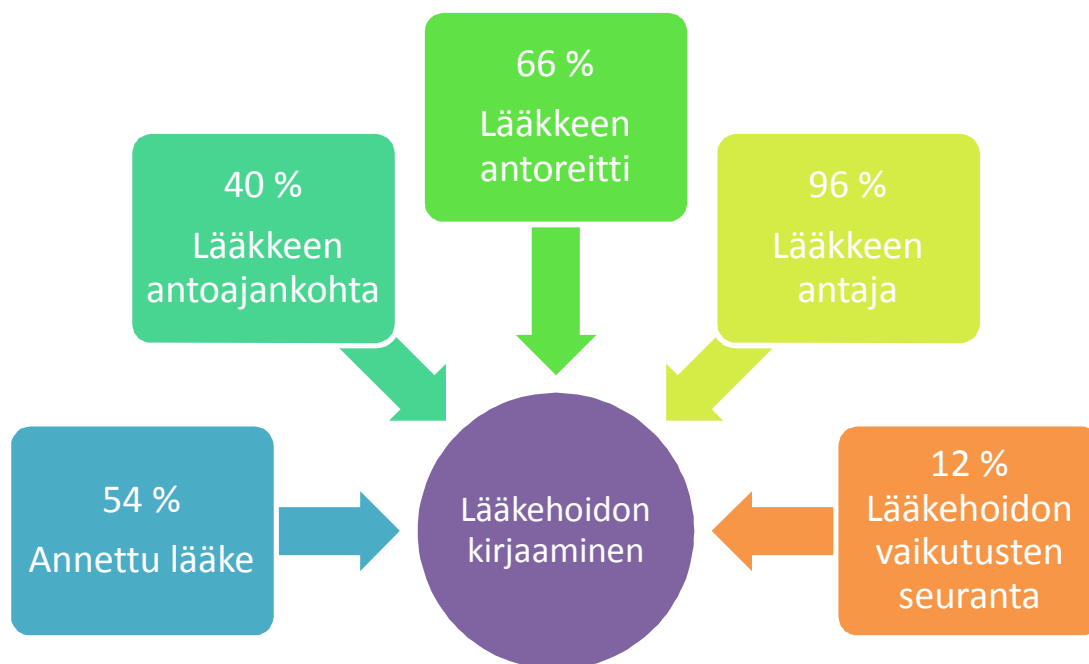 66 %
Lääkkeen
antoreitti
40 %
Lääkkeen
antoajankohta
96 %
Lääkkeen
antaja
54 %
Annettu lääke
Lääkehoidon
kirjaaminen
12 %
Lääkehoidon
vaikutusten
seuranta